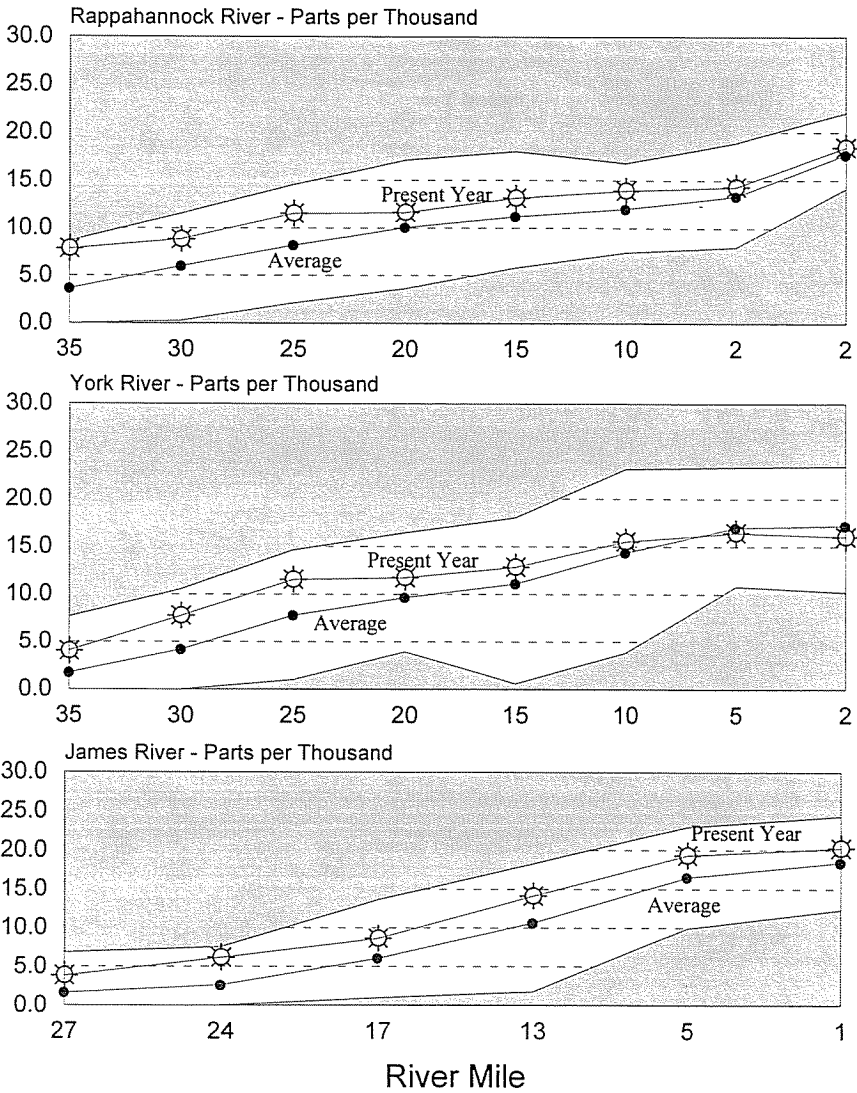 Rappahannock River - Parts per Thousand
30.0
25.0
20.0
15.0
10.0
5.0
0.0
Present Year
Average
35 30 25 20 15 10 2 2
York River - Parts per Thousand
30.0
25.0
20.0
15.0
10.0
5.0
0.0
Present Year
Average
35 30 25 20 15 10 5 2
James River - Parts per Thousand
30.0
25.0
20.0
15.0
10.0
5.0
0.0
Present Year
Average
27 24 17 13 5 1
River Mile